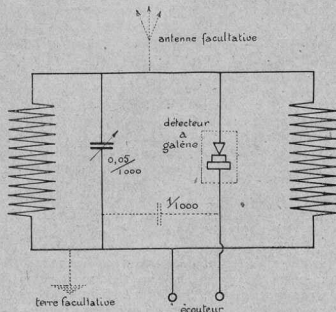 antenne facultative
détecteur
à
galène
0,05/1000
1/1000
terre facultative
écouteur